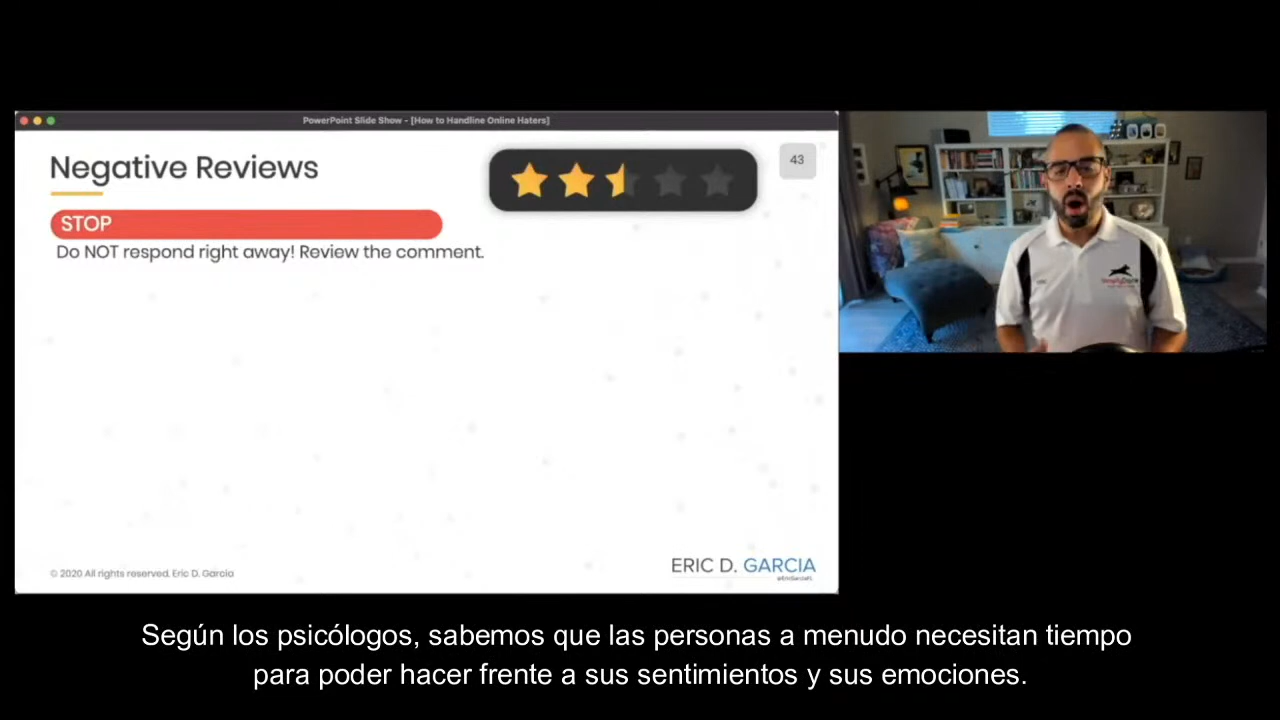 PowerPoint Slide Show - [How to Handline Online Haters]
Negative Reviews
43
STOP
Do NOT respond right away! Review the comment.
© 2020 All rights reserved. Eric D. Garcia
ERIC D. GARCIA
@EricGarciaFL
Según los psicólogos, sabemos que las personas a menudo necesitan tiempo
para poder hacer frente a sus sentimientos y sus emociones.